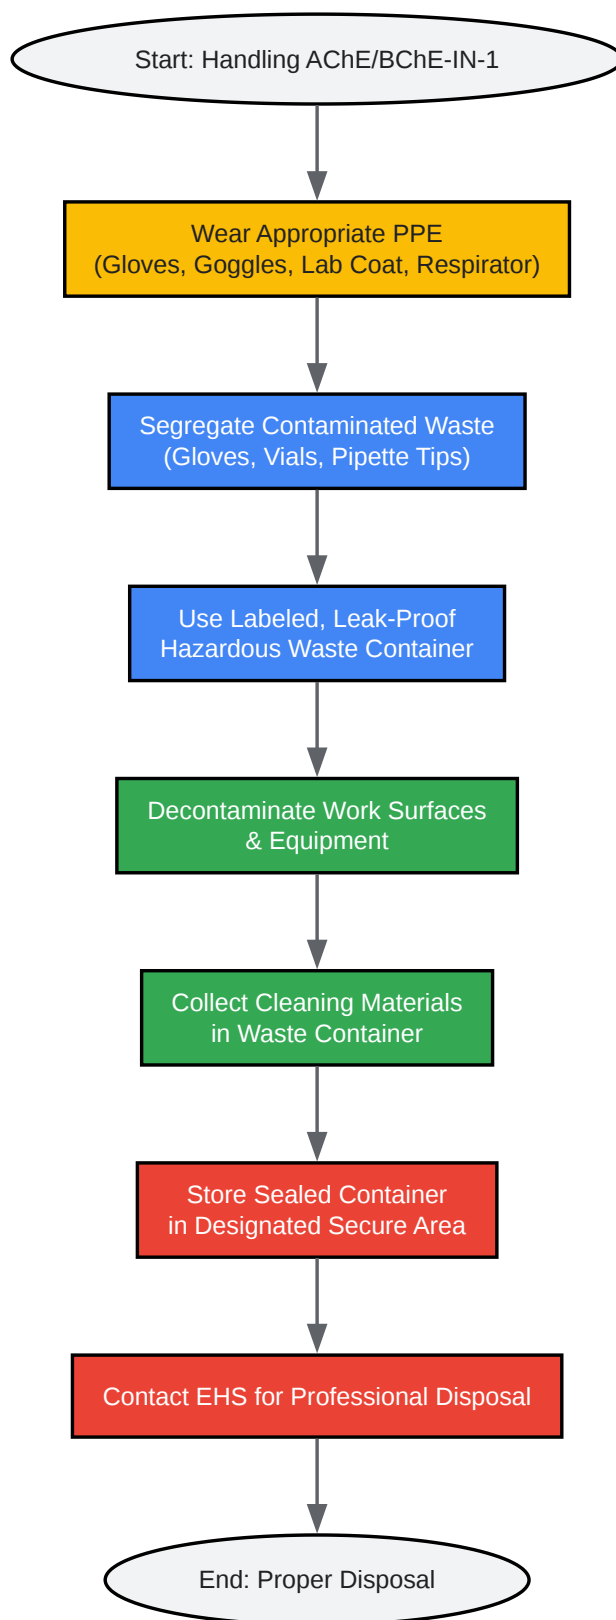 Start: Handling AChE/BChE-IN-1
Wear Appropriate PPE
(Gloves, Goggles, Lab Coat, Respirator)
Segregate Contaminated Waste
(Gloves, Vials, Pipette Tips)
Use Labeled, Leak-Proof
Hazardous Waste Container
Decontaminate Work Surfaces
& Equipment
Collect Cleaning Materials
in Waste Container
Store Sealed Container
in Designated Secure Area
Contact EHS for Professional Disposal
End: Proper Disposal